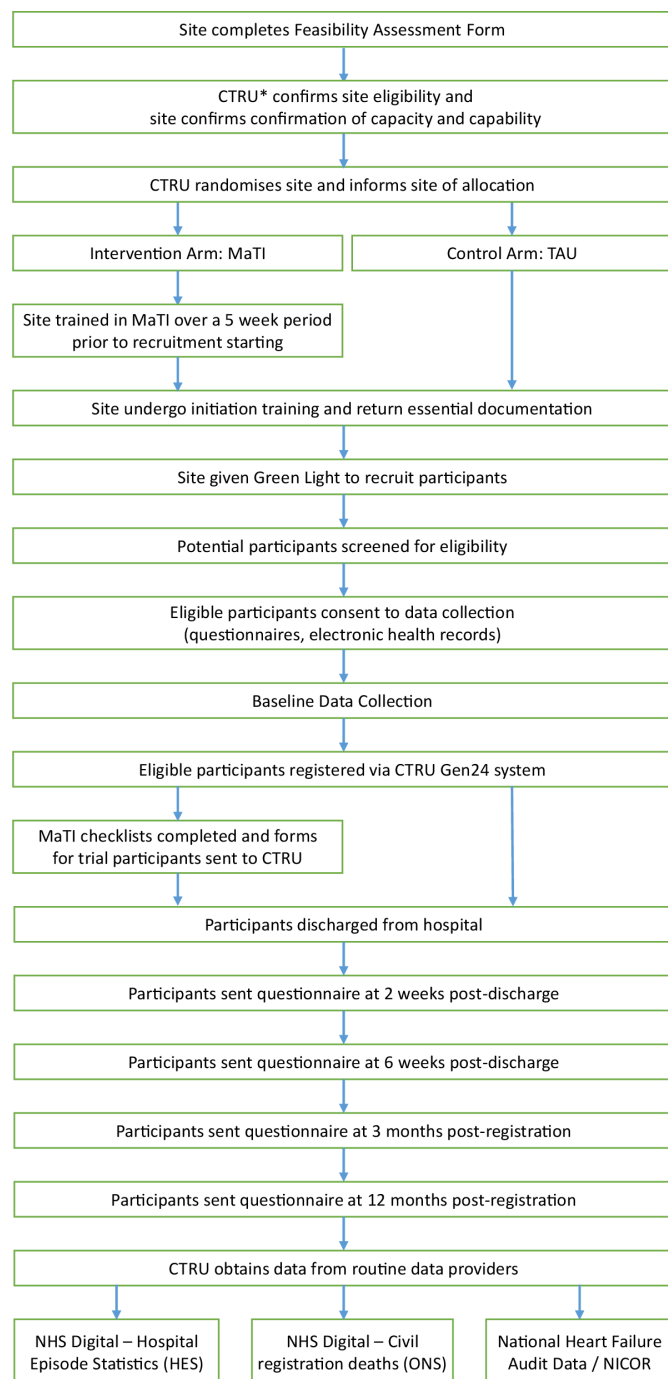 Site completes Feasibility Assessment Form
CTRU* confirms site eligibility and
site confirms confirmation of capacity and capability
CTRU randomises site and informs site of allocation
Intervention Arm: MaTI
Control Arm: TAU
Site trained in MaTI over a 5 week period
prior to recruitment starting
Site undergo initiation training and return essential documentation
Site given Green Light to recruit participants
Potential participants screened for eligibility
Eligible participants consent to data collection
(questionnaires, electronic health records)
Baseline Data Collection
Eligible participants registered via CTRU Gen24 system
MaTI checklists completed and forms
for trial participants sent to CTRU
Participants discharged from hospital
Participants sent questionnaire at 2 weeks post-discharge
Participants sent questionnaire at 6 weeks post-discharge
Participants sent questionnaire at 3 months post-registration
Participants sent questionnaire at 12 months post-registration
CTRU obtains data from routine data providers
NHS Digital – Hospital
Episode Statistics (HES)
NHS Digital – Civil
registration deaths (ONS)
National Heart Failure
Audit Data / NICOR